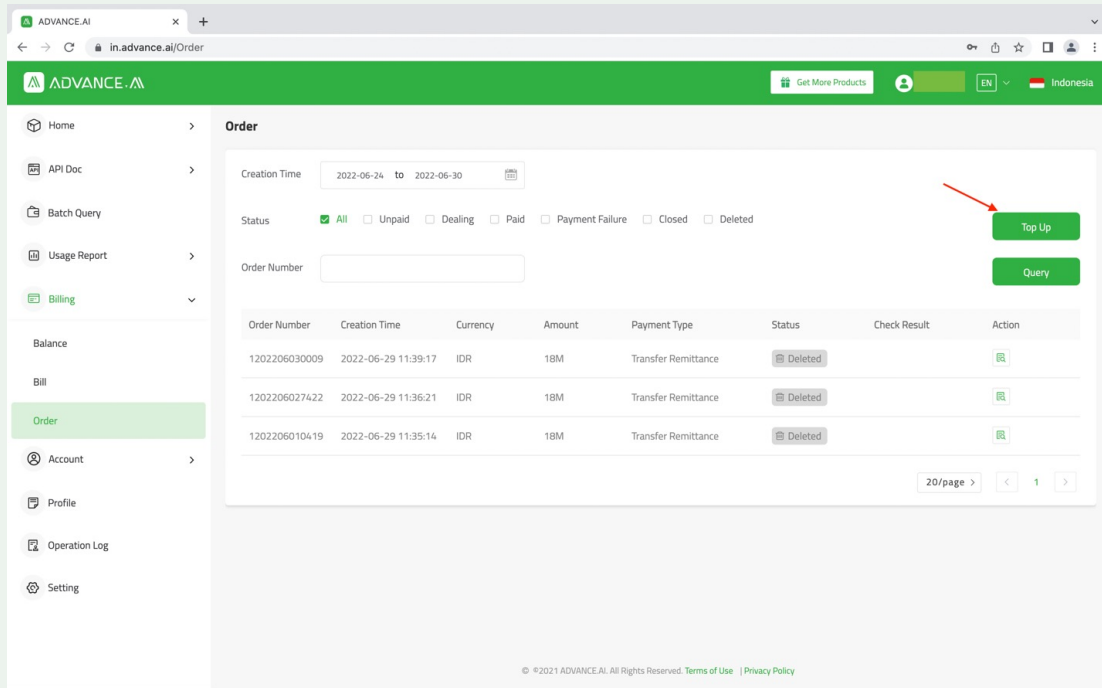 ADVANCE.AI
in.advance.ai/Order
ADVANCE.AI
Get More Products
EN
Indonesia
Home
API Doc
Batch Query
Usage Report
Billing
Balance
Bill
Order
Account
Profile
Operation Log
Setting
Order
Creation Time 2022-06-24 to 2022-06-30
Status All Unpaid Dealing Paid Payment Failure Closed Deleted
Top Up
Order Number
Query
Order Number Creation Time Currency Amount Payment Type Status Check Result Action
1202206030009 2022-06-29 11:39:17 IDR 18M Transfer Remittance Deleted
1202206027422 2022-06-29 11:36:21 IDR 18M Transfer Remittance Deleted
1202206010419 2022-06-29 11:35:14 IDR 18M Transfer Remittance Deleted
20/page > < 1 >
© ©2021 ADVANCE.AI. All Rights Reserved. Terms of Use | Privacy Policy